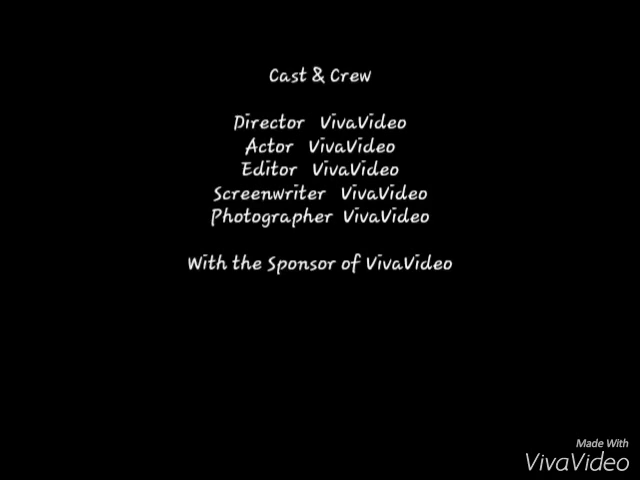 Cast & Crew
Director VivaVideo
Actor VivaVideo
Editor VivaVideo
Screenwriter VivaVideo
Photographer VivaVideo
With the Sponsor of VivaVideo
Made With
VivaVideo